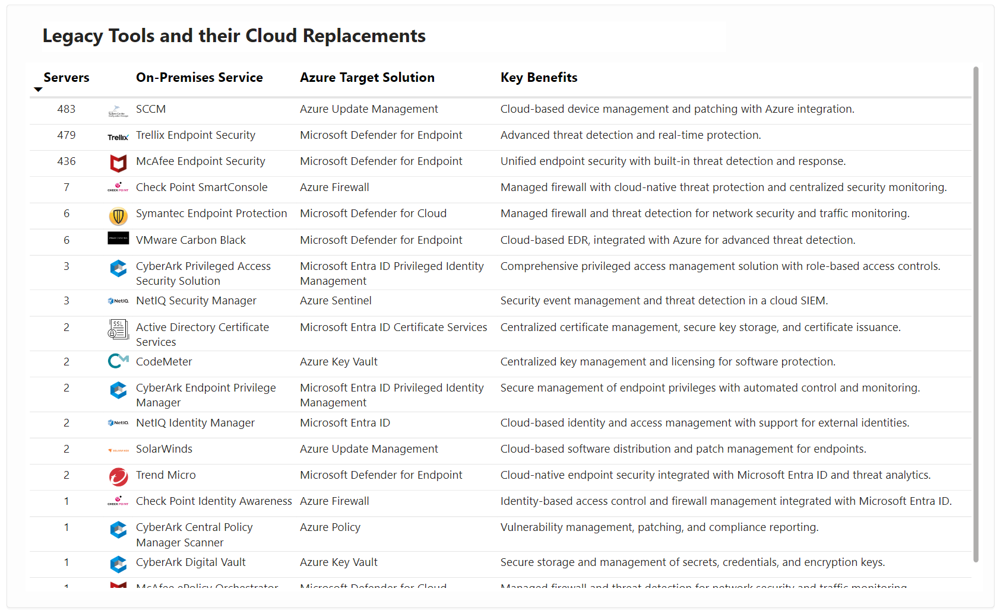 Legacy Tools and their Cloud Replacements
Servers On-Premises Service Azure Target Solution Key Benefits
483 SCCM Azure Update Management Cloud-based device management and patching with Azure integration.
479 Trellix Trellix Endpoint Security Microsoft Defender for Endpoint Advanced threat detection and real-time protection.
436 McAfee Endpoint Security Microsoft Defender for Endpoint Unified endpoint security with built-in threat detection and response.
7 CHECK POINT Check Point SmartConsole Azure Firewall Managed firewall with cloud-native threat protection and centralized security monitoring.
6 Symantec Endpoint Protection Microsoft Defender for Cloud Managed firewall and threat detection for network security and traffic monitoring.
6 VMware Carbon Black Microsoft Defender for Endpoint Cloud-based EDR, integrated with Azure for advanced threat detection.
3 CyberArk Privileged Access Microsoft Entra ID Privileged Identity Comprehensive privileged access management solution with role-based access controls.
Security Solution Management
3 NetIQ NetIQ Security Manager Azure Sentinel Security event management and threat detection in a cloud SIEM.
2 SSL Active Directory Certificate Microsoft Entra ID Certificate Services Centralized certificate management, secure key storage, and certificate issuance.
Services
2 CodeMeter Azure Key Vault Centralized key management and licensing for software protection.
2 CyberArk Endpoint Privilege Microsoft Entra ID Privileged Identity Secure management of endpoint privileges with automated control and monitoring.
Manager Management
2 NetIQ NetIQ Identity Manager Microsoft Entra ID Cloud-based identity and access management with support for external identities.
2 SolarWinds Azure Update Management Cloud-based software distribution and patch management for endpoints.
2 Trend Micro Microsoft Defender for Endpoint Cloud-native endpoint security integrated with Microsoft Entra ID and threat analytics.
1 CHECK POINT Check Point Identity Awareness Azure Firewall Identity-based access control and firewall management integrated with Microsoft Entra ID.
1 CyberArk Central Policy Azure Policy Vulnerability management, patching, and compliance reporting.
Manager Scanner
1 CyberArk Digital Vault Azure Key Vault Secure storage and management of secrets, credentials, and encryption keys.
1 McAfee ePolicy Orchestrator Microsoft Defender for Cloud Managed firewall and threat detection for network security and traffic monitoring.